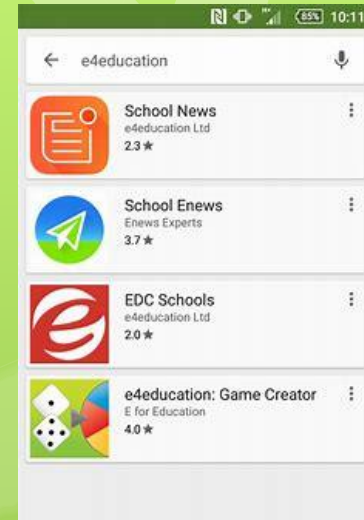 85% 10:11
e4education
School News
e4education Ltd
2.3 ★
School Enews
Enews Experts
3.7 ★
EDC Schools
e4education Ltd
2.0 ★
e4education: Game Creator
E for Education
4.0 ★